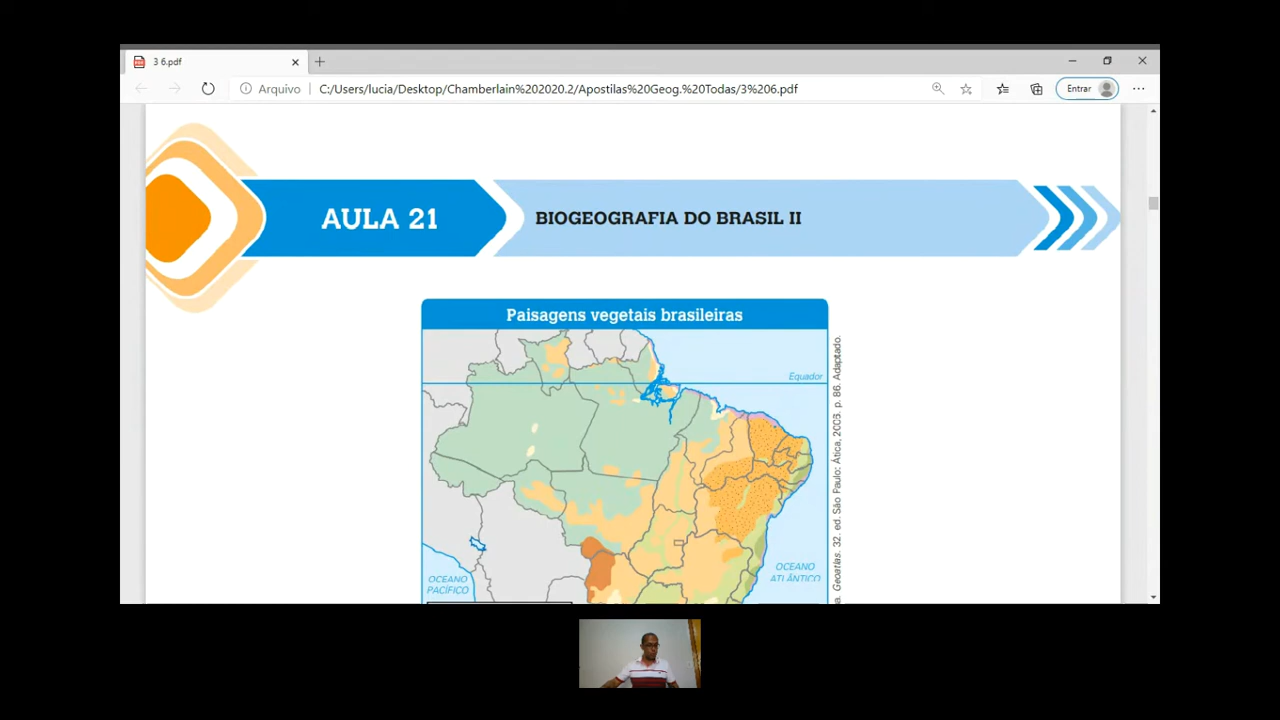 3 6.pdf
Arquivo C:/Users/lucia/Desktop/Chamberlain%202020.2/Apostilas%20Geog.%20Todas/3%206.pdf Entrar
AULA 21
BIOGEOGRAFIA DO BRASIL II
Paisagens vegetais brasileiras
Equador
OCEANO
PACÍFICO
OCEANO
ATLÂNTICO
Geoatlas. 32. ed. São Paulo: Ática, 2006. p. 86. Adaptado.